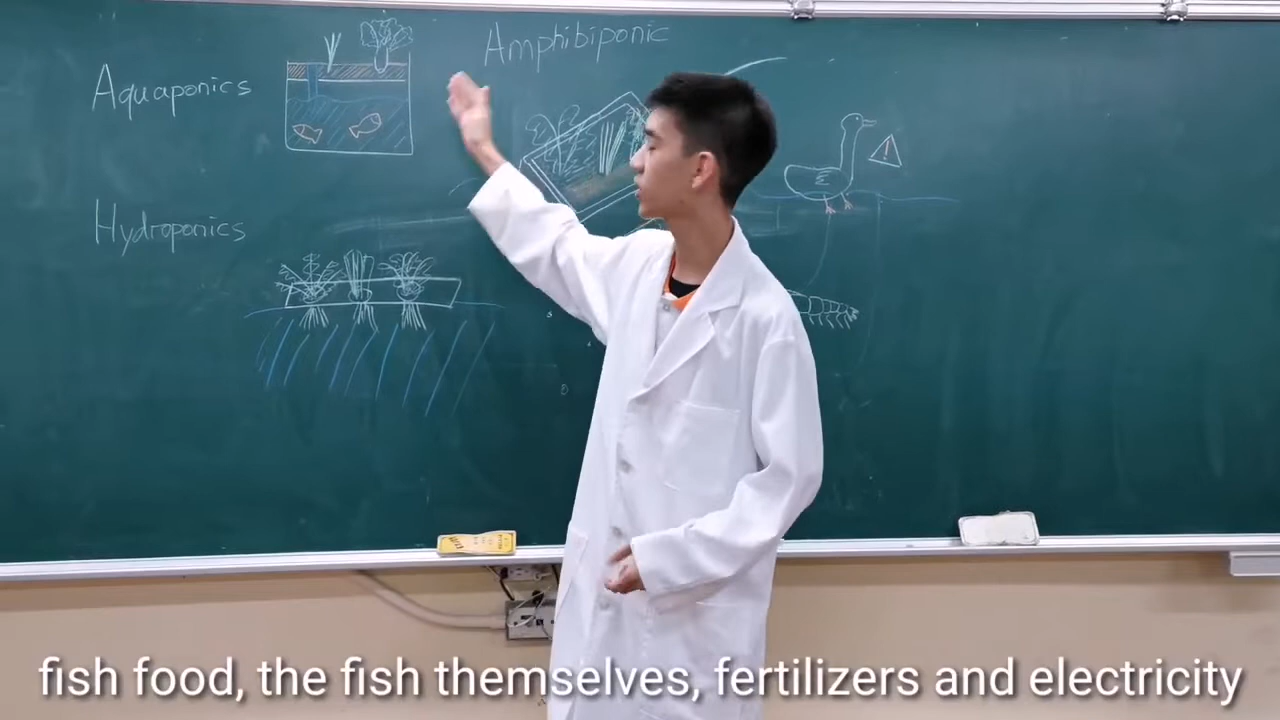 Amphibiponic
Aquaponics
Hydroponics
fish food, the fish themselves, fertilizers and electricity